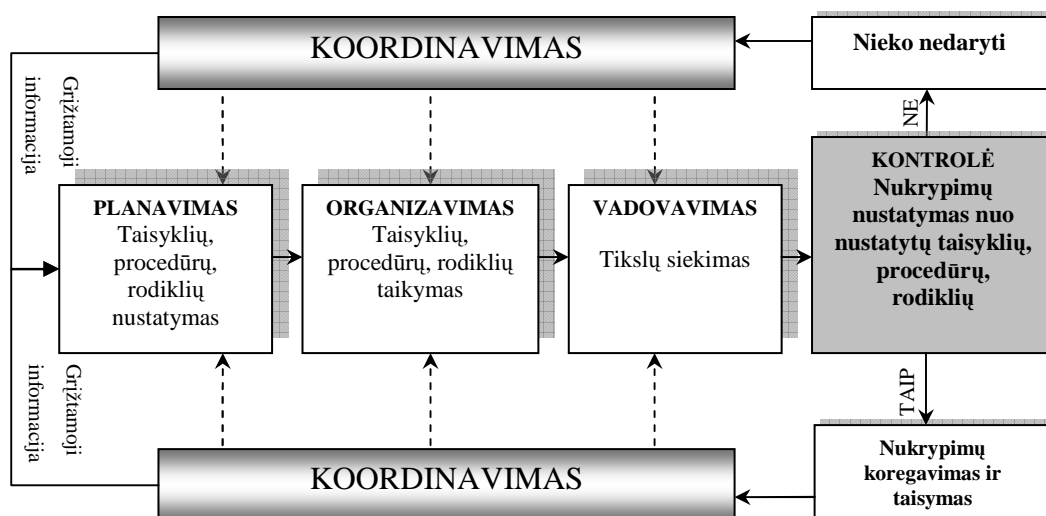 KOORDINAVIMAS
Nieko nedaryti
Grįžtamoji
informacija
NE
PLANAVIMAS
Taisyklių,
procedūrų,
rodiklių
nustatymas
ORGANIZAVIMAS
Taisyklių,
procedūrų, rodiklių
taikymas
VADOVAVIMAS
Tikslų siekimas
KONTROLĖ
Nukrypimų
nustatymas nuo
nustatytų taisyklių,
procedūrų,
rodiklių
Grįžtamoji
informacija
TAIP
KOORDINAVIMAS
Nukrypimų
koregavimas ir
taisymas